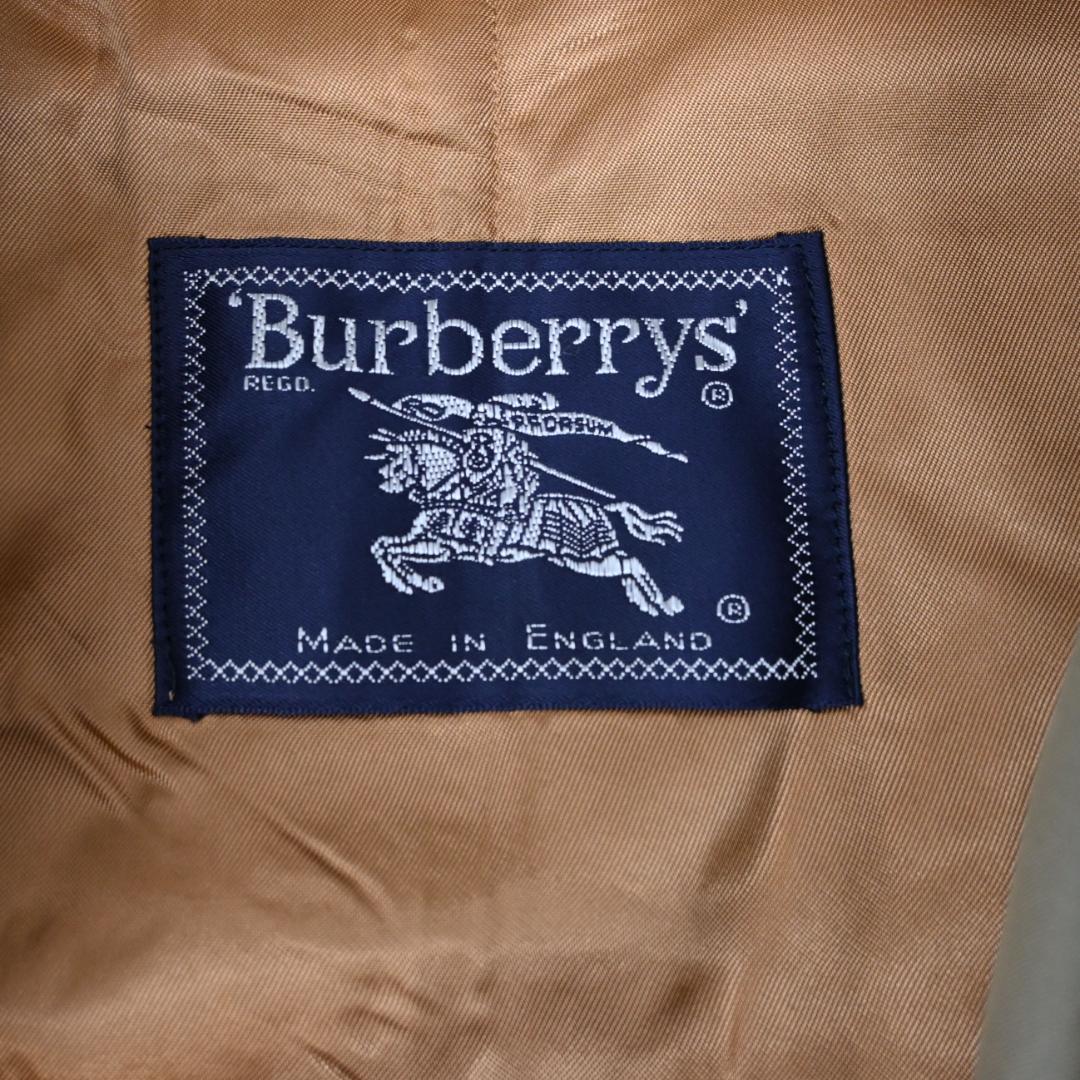 'Burberrys'
REGD.
®
PRORSUM
®
MADE IN ENGLAND